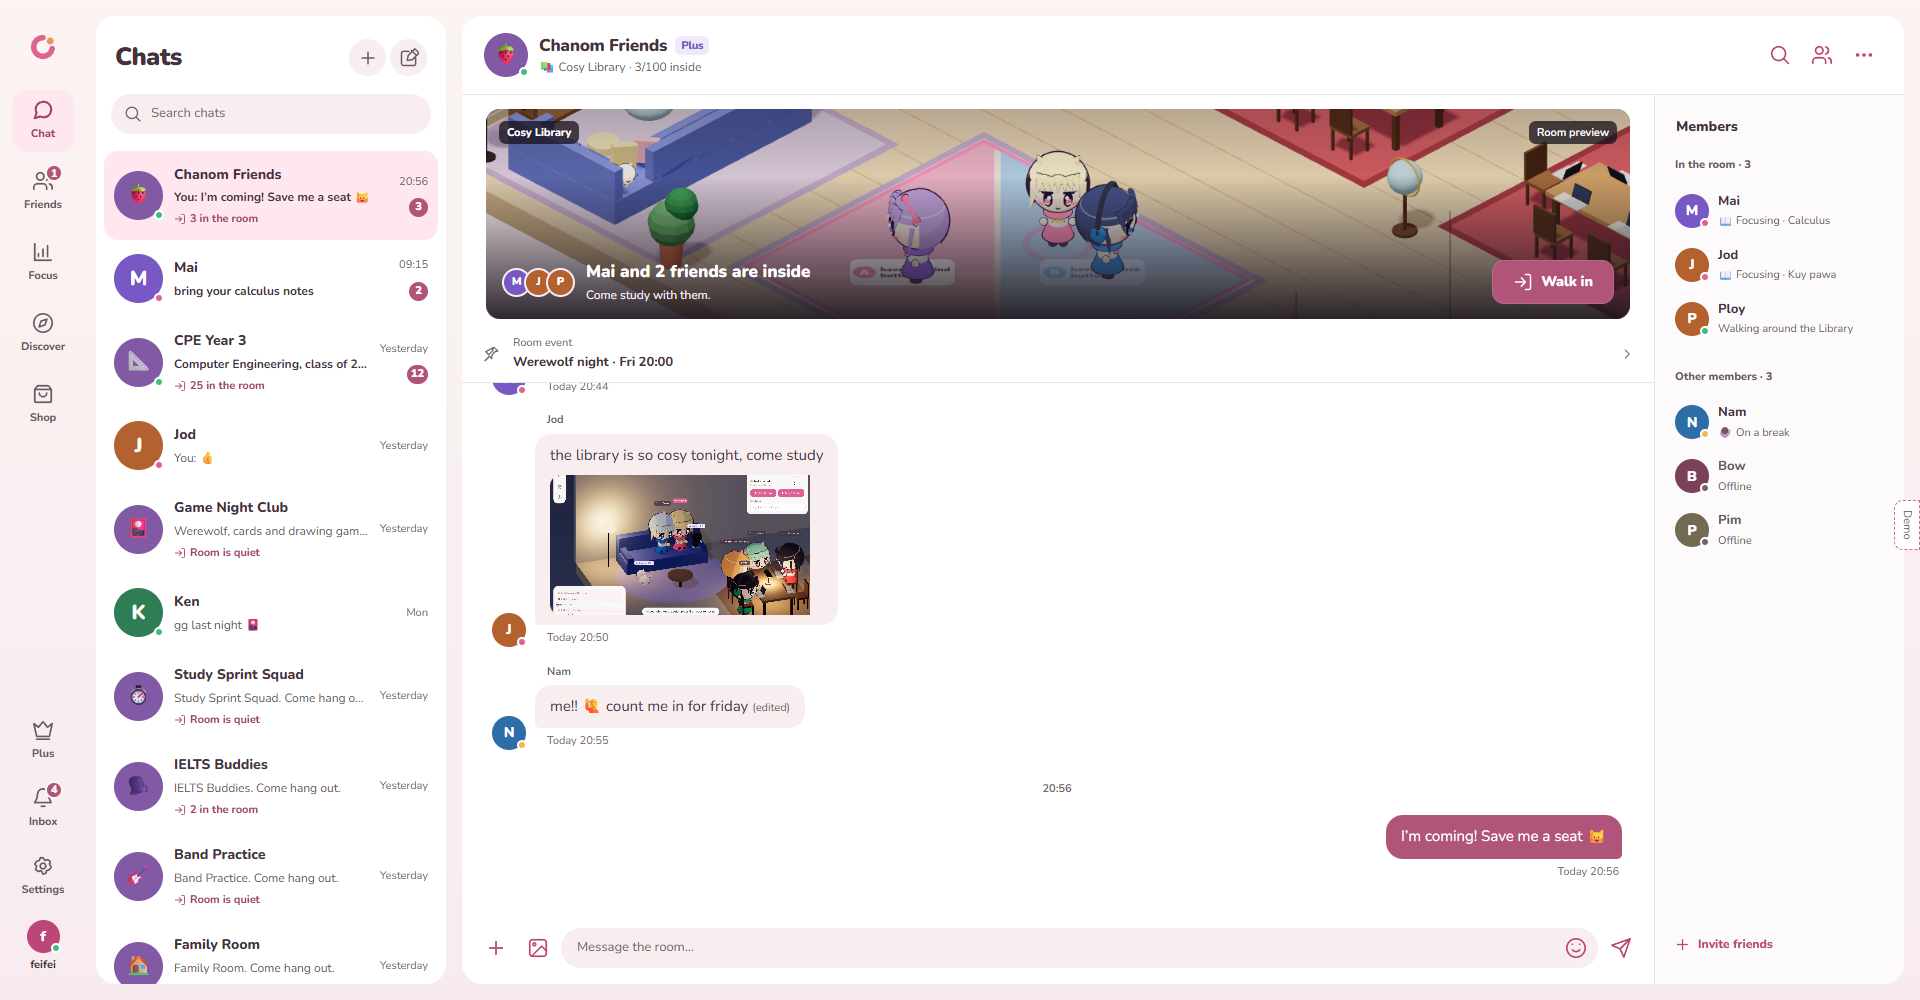 Chat
1
Friends
Focus
Discover
Shop
Plus
4
Inbox
Settings
f
feifei
Chats
Search chats
Chanom Friends
20:56
You: I'm coming! Save me a seat
3
3 in the room
M
Mai
09:15
bring your calculus notes
2
CPE Year 3
Yesterday
Computer Engineering, class of 2...
12
25 in the room
J
Jod
Yesterday
You:
Game Night Club
Werewolf, cards and drawing gam...
Yesterday
Room is quiet
K
Ken
Mon
gg last night
Study Sprint Squad
Study Sprint Squad. Come hang o...
Yesterday
Room is quiet
IELTS Buddies
IELTS Buddies. Come hang out.
Yesterday
2 in the room
Band Practice
Band Practice. Come hang out.
Yesterday
Room is quiet
Family Room
Family Room. Come hang out.
Yesterday
Chanom Friends Plus
Cosy Library · 3/100 inside
Cosy Library
Room preview
M J P
Mai and 2 friends are inside
Come study with them.
Walk in
Room event
Werewolf night · Fri 20:00
Today 20:44
Jod
the library is so cosy tonight, come study
J
Today 20:50
Nam
me!! count me in for friday (edited)
N
Today 20:55
20:56
I'm coming! Save me a seat
Today 20:56
Message the room...
Members
In the room · 3
M
Mai
Focusing · Calculus
J
Jod
Focusing · Kuy pawa
P
Ploy
Walking around the Library
Other members · 3
N
Nam
On a break
B
Bow
Offline
P
Pim
Offline
Invite friends
Demo